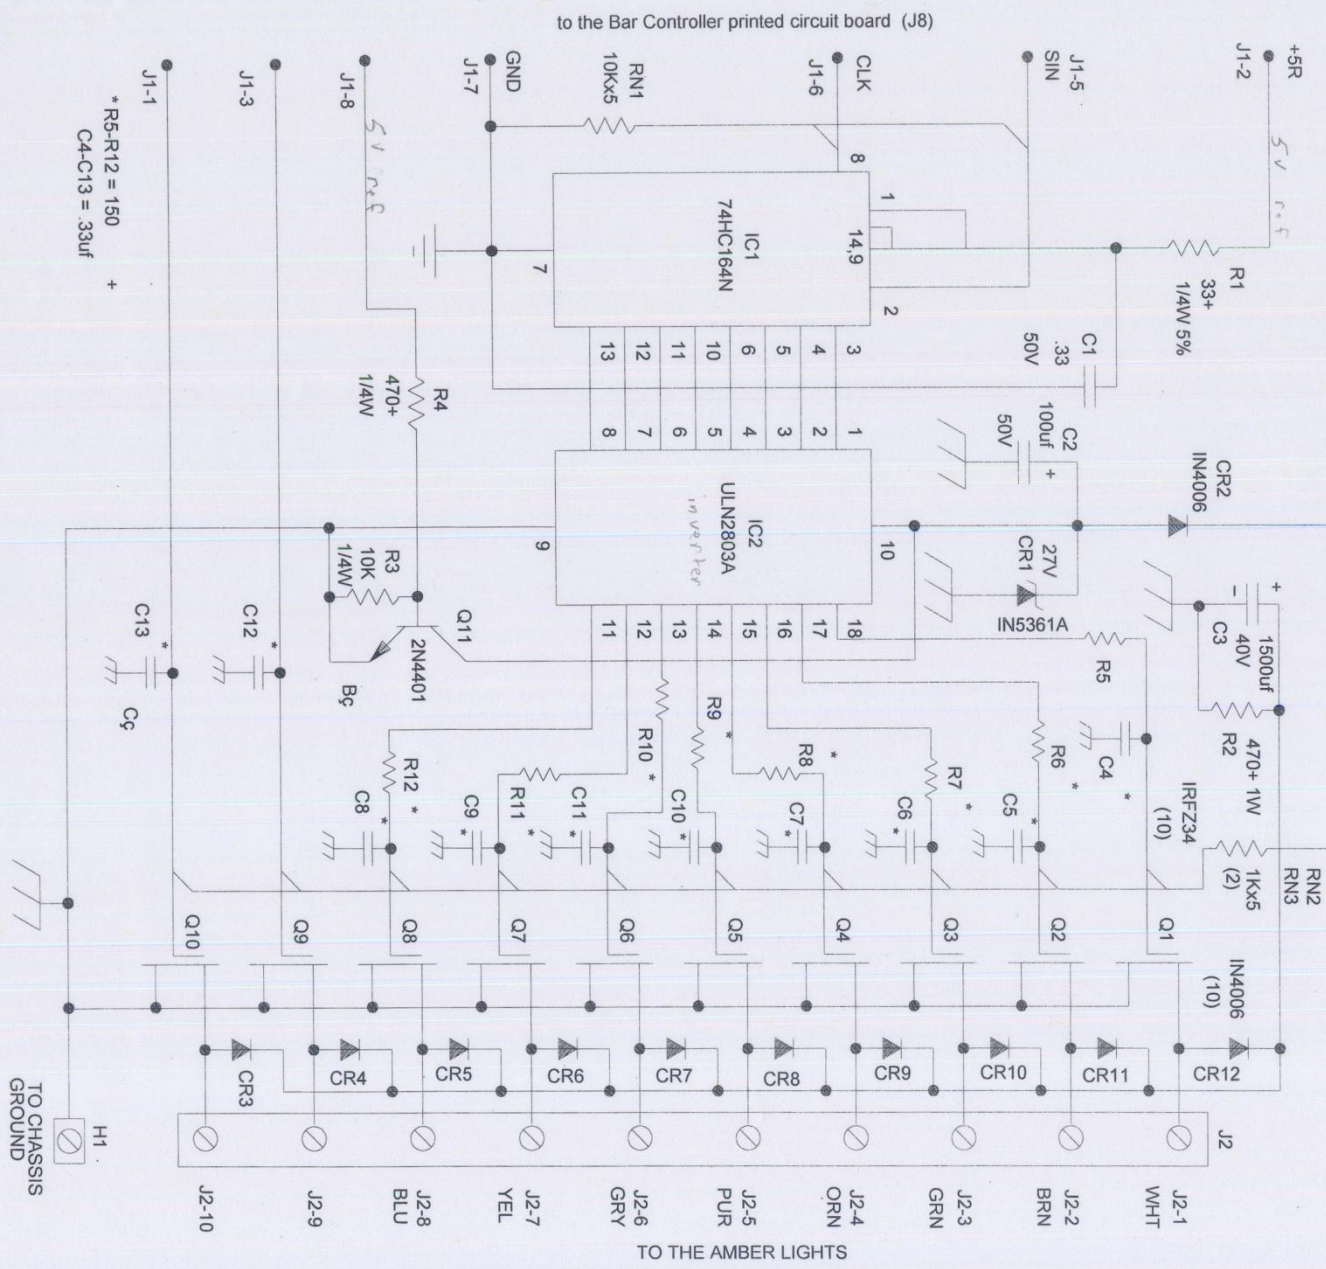 to the Bar Controller printed circuit board (J8)
+5R
J1-2
J1-5
SIN
CLK
J1-6
RN1
10Kx5
GND
J1-7
J1-8
J1-3
J1-1
5v ref
5v ref
* R5-R12 = 150 +
C4-C13 = .33uf
8
1
14,9
2
7
IC1
74HC164N
R1
33+
1/4W 5%
C1
.33
50V
3
4
5
6
10
11
12
13
1
2
3
4
5
6
7
8
C2
100uf
50V
+
CR2
IN4006
R4
470+
1/4W
IC2
ULN2803A
inverter
10
9
27V
CR1
IN5361A
+
−
1500uf
40V
C3
R3
10K
1/4W
Q11
2N4401
Bç
18
17
16
15
14
13
12
11
C12 *
C13 *
Cç
R5
R2
470+ 1W
R6 *
R7 *
R8 *
R9 *
R10 *
R11 *
R12 *
C4 *
C5 *
C6 *
C7 *
C10 *
C11 *
C9 *
C8 *
IRFZ34
(10)
RN2
RN3
1Kx5
(2)
Q1
Q2
Q3
Q4
Q5
Q6
Q7
Q8
Q9
Q10
IN4006
(10)
CR12
CR11
CR10
CR9
CR8
CR7
CR6
CR5
CR4
CR3
J2
H1
TO CHASSIS
GROUND
J2-1
WHT
J2-2
BRN
J2-3
GRN
J2-4
ORN
J2-5
PUR
J2-6
GRY
J2-7
YEL
J2-8
BLU
J2-9
J2-10
TO THE AMBER LIGHTS